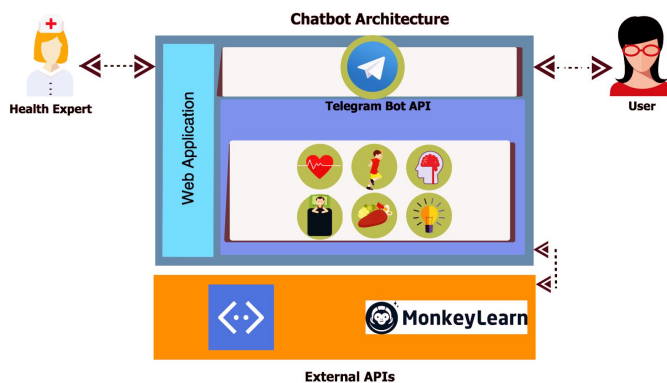 Chatbot Architecture
Health Expert
Web Application
Telegram Bot API
User
MonkeyLearn
External APIs